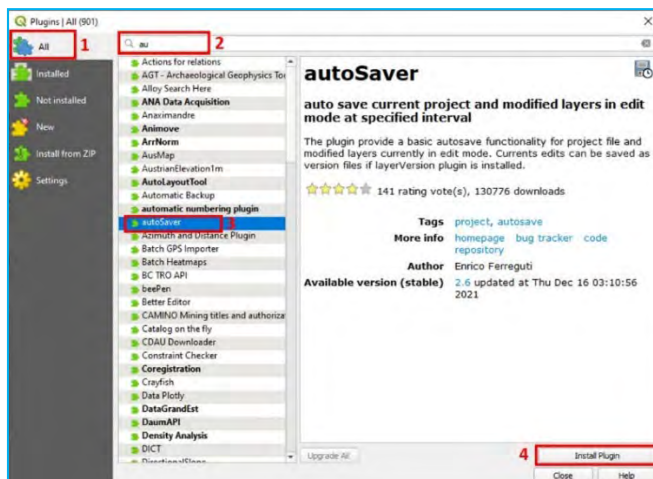 Plugins | All (901)
All
1
au
2
Installed
Not installed
New
Install from ZIP
Settings
Actions for relations
AGT - Archaeological Geophysics Too
Alloy Search Here
ANA Data Acquisition
Anaximandre
Animove
ArrNorm
AusMap
AustrianElevation1m
AutoLayoutTool
Automatic Backup
automatic numbering plugin
autoSaver
3
Azimuth and Distance Plugin
Batch GPS Importer
Batch Heatmaps
BC TRO API
beePen
Better Editor
CAMINO Mining titles and authoriza
Catalog on the fly
CDAU Downloader
Constraint Checker
Coregistration
Crayfish
Data Plotly
DataGrandEst
DaumAPI
Density Analysis
DICT
DirectionalSlope
autoSaver
auto save current project and modified layers in edit
mode at specified interval
The plugin provide a basic autosave functionality for project file and
modified layers currently in edit mode. Currents edits can be saved as
version files if layerVersion plugin is installed.
141 rating vote(s), 130776 downloads
Tags project, autosave
More info homepage bug tracker code
repository
Author Enrico Ferreguti
Available version (stable) 2.6 updated at Thu Dec 16 03:10:56
2021
Upgrade All
4
Install Plugin
Close
Help